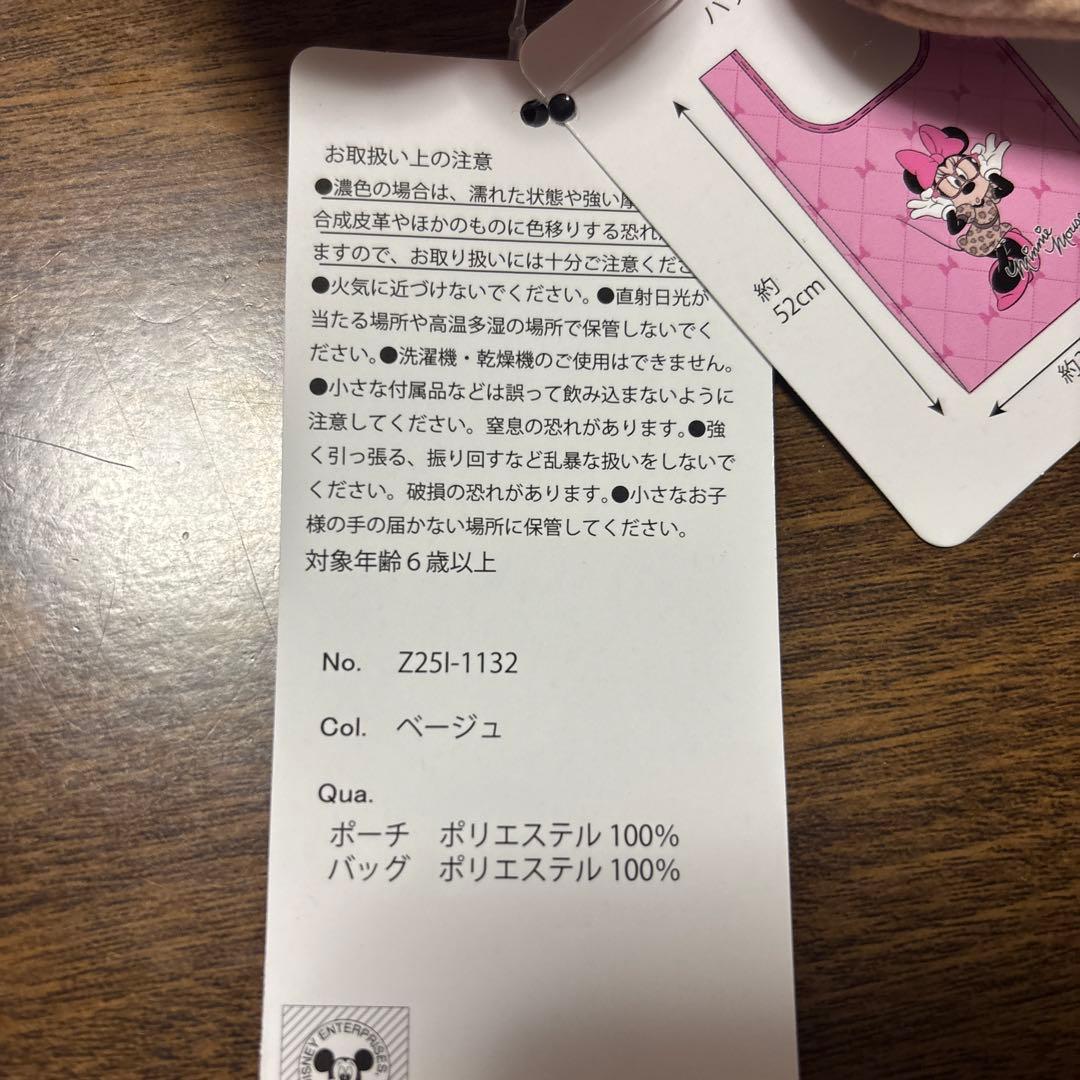 お取扱い上の注意
●濃色の場合は、濡れた状態や強い
合成皮革やほかのものに色移りする恐れ
ますので、お取り扱いには十分ご注意くださ
●火気に近づけないでください。●直射日光が
当たる場所や高温多湿の場所で保管しないでく
ださい。●洗濯機・乾燥機のご使用はできません。
●小さな付属品などは誤って飲み込まないように
注意してください。窒息の恐れがあります。●強
く引っ張る、振り回すなど乱暴な扱いをしないで
ください。破損の恐れがあります。●小さなお子
様の手の届かない場所に保管してください。
対象年齢6歳以上
No. Z25I-1132
Col. ベージュ
Qua.
ポーチ ポリエステル 100%
バッグ ポリエステル 100%
DISNEY ENTERPRISES,
約
52cm
Minnie Mouse
約